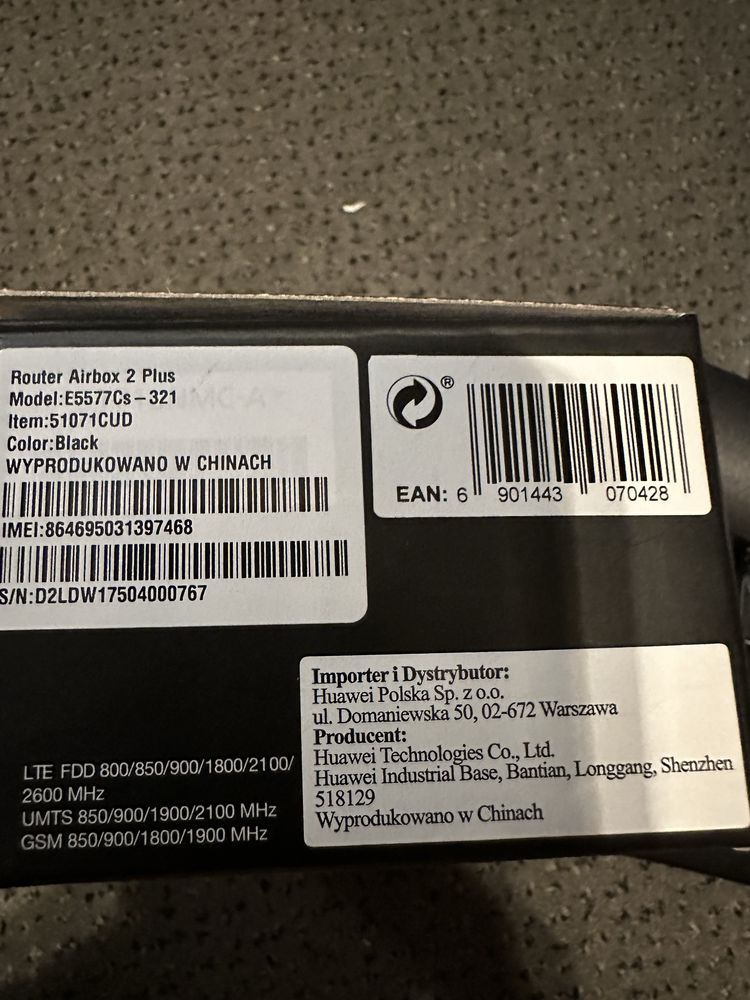 Router Airbox 2 Plus
Model:E5577Cs-321
Item:51071CUD
Color:Black
WYPRODUKOWANO W CHINACH
IMEI:864695031397468
S/N:D2LDW17504000767
®
EAN: 6 901443 070428
Importer i Dystrybutor:
Huawei Polska Sp. z o.o.
ul. Domaniewska 50, 02-672 Warszawa
Producent:
Huawei Technologies Co., Ltd.
Huawei Industrial Base, Bantian, Longgang, Shenzhen
518129
Wyprodukowano w Chinach
LTE FDD 800/850/900/1800/2100/
2600 MHz
UMTS 850/900/1900/2100 MHz
GSM 850/900/1800/1900 MHz